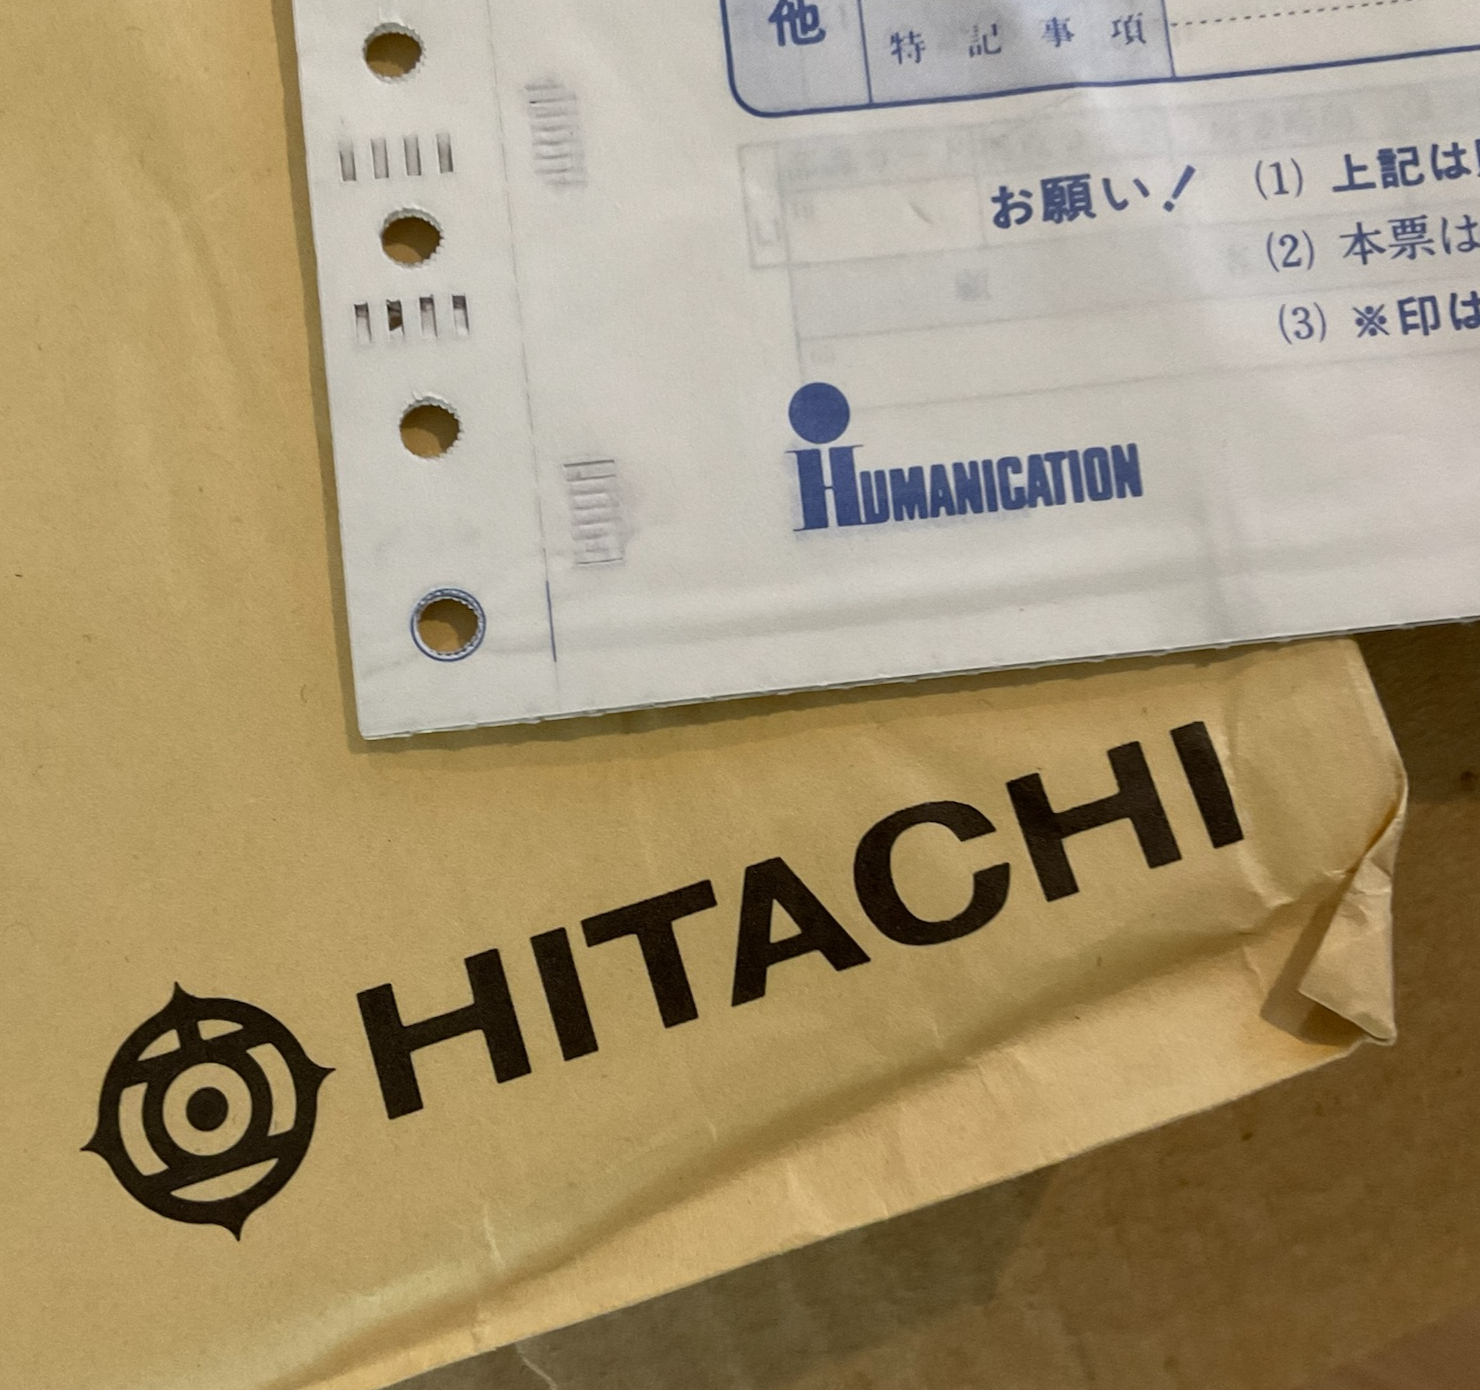 他
特記事項
お願い!
(1) 上記は
(2) 本票は
(3) ※印は
HUMANICATION
HITACHI